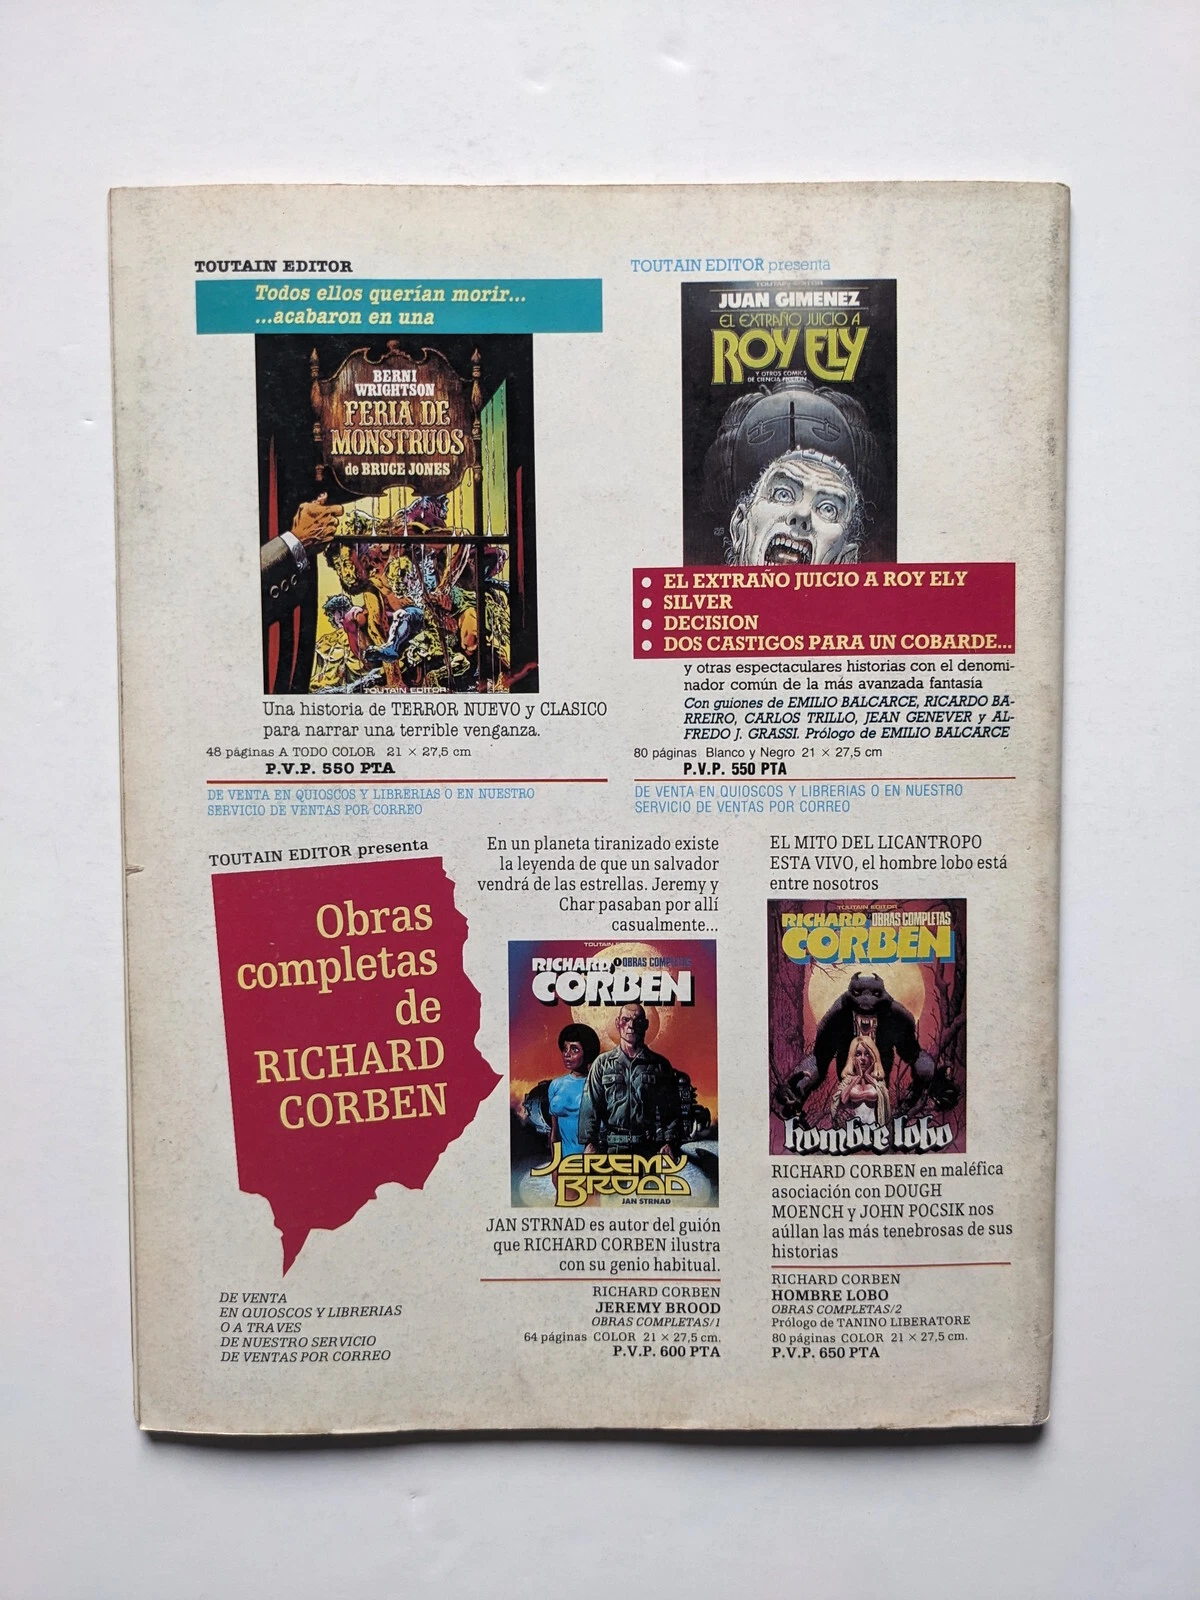 TOUTAIN EDITOR
Todos ellos querían morir...
...acabaron en una
BERNI
WRIGHTSON
FERIA DE
MONSTRUOS
de BRUCE JONES
TOUTAIN EDITOR
Una historia de TERROR NUEVO y CLASICO
para narrar una terrible venganza.
48 páginas A TODO COLOR 21 × 27,5 cm
P.V.P. 550 PTA
DE VENTA EN QUIOSCOS Y LIBRERIAS O EN NUESTRO
SERVICIO DE VENTAS POR CORREO
TOUTAIN EDITOR presenta
TOUTAIN EDITOR
JUAN GIMENEZ
EL EXTRAÑO JUICIO A
ROY ELY
Y OTROS COMICS
DE CIENCIA FICCION
• EL EXTRAÑO JUICIO A ROY ELY
• SILVER
• DECISION
• DOS CASTIGOS PARA UN COBARDE...
y otras espectaculares historias con el denomi-
nador común de la más avanzada fantasía
Con guiones de EMILIO BALCARCE, RICARDO BA-
RREIRO, CARLOS TRILLO, JEAN GENEVER y AL-
FREDO J. GRASSI. Prólogo de EMILIO BALCARCE
80 páginas Blanco y Negro 21 × 27,5 cm
P.V.P. 550 PTA
DE VENTA EN QUIOSCOS Y LIBRERIAS O EN NUESTRO
SERVICIO DE VENTAS POR CORREO
TOUTAIN EDITOR presenta
Obras
completas
de
RICHARD
CORBEN
DE VENTA
EN QUIOSCOS Y LIBRERIAS
O A TRAVES
DE NUESTRO SERVICIO
DE VENTAS POR CORREO
En un planeta tiranizado existe
la leyenda de que un salvador
vendrá de las estrellas. Jeremy y
Char pasaban por allí
casualmente...
TOUTAIN EDITOR
RICHARD 1 OBRAS COMPLETAS
CORBEN
JEREMY
BROOD
JAN STRNAD
JAN STRNAD es autor del guión
que RICHARD CORBEN ilustra
con su genio habitual.
RICHARD CORBEN
JEREMY BROOD
OBRAS COMPLETAS/1
64 páginas COLOR 21 × 27,5 cm.
P.V.P. 600 PTA
EL MITO DEL LICANTROPO
ESTA VIVO, el hombre lobo está
entre nosotros
TOUTAIN EDITOR
RICHARD OBRAS COMPLETAS
CORBEN
hombre lobo
RICHARD CORBEN en maléfica
asociación con DOUGH
MOENCH y JOHN POCSIK nos
aúllan las más tenebrosas de sus
historias
RICHARD CORBEN
HOMBRE LOBO
OBRAS COMPLETAS/2
Prólogo de TANINO LIBERATORE
80 páginas COLOR 21 × 27,5 cm.
P.V.P. 650 PTA